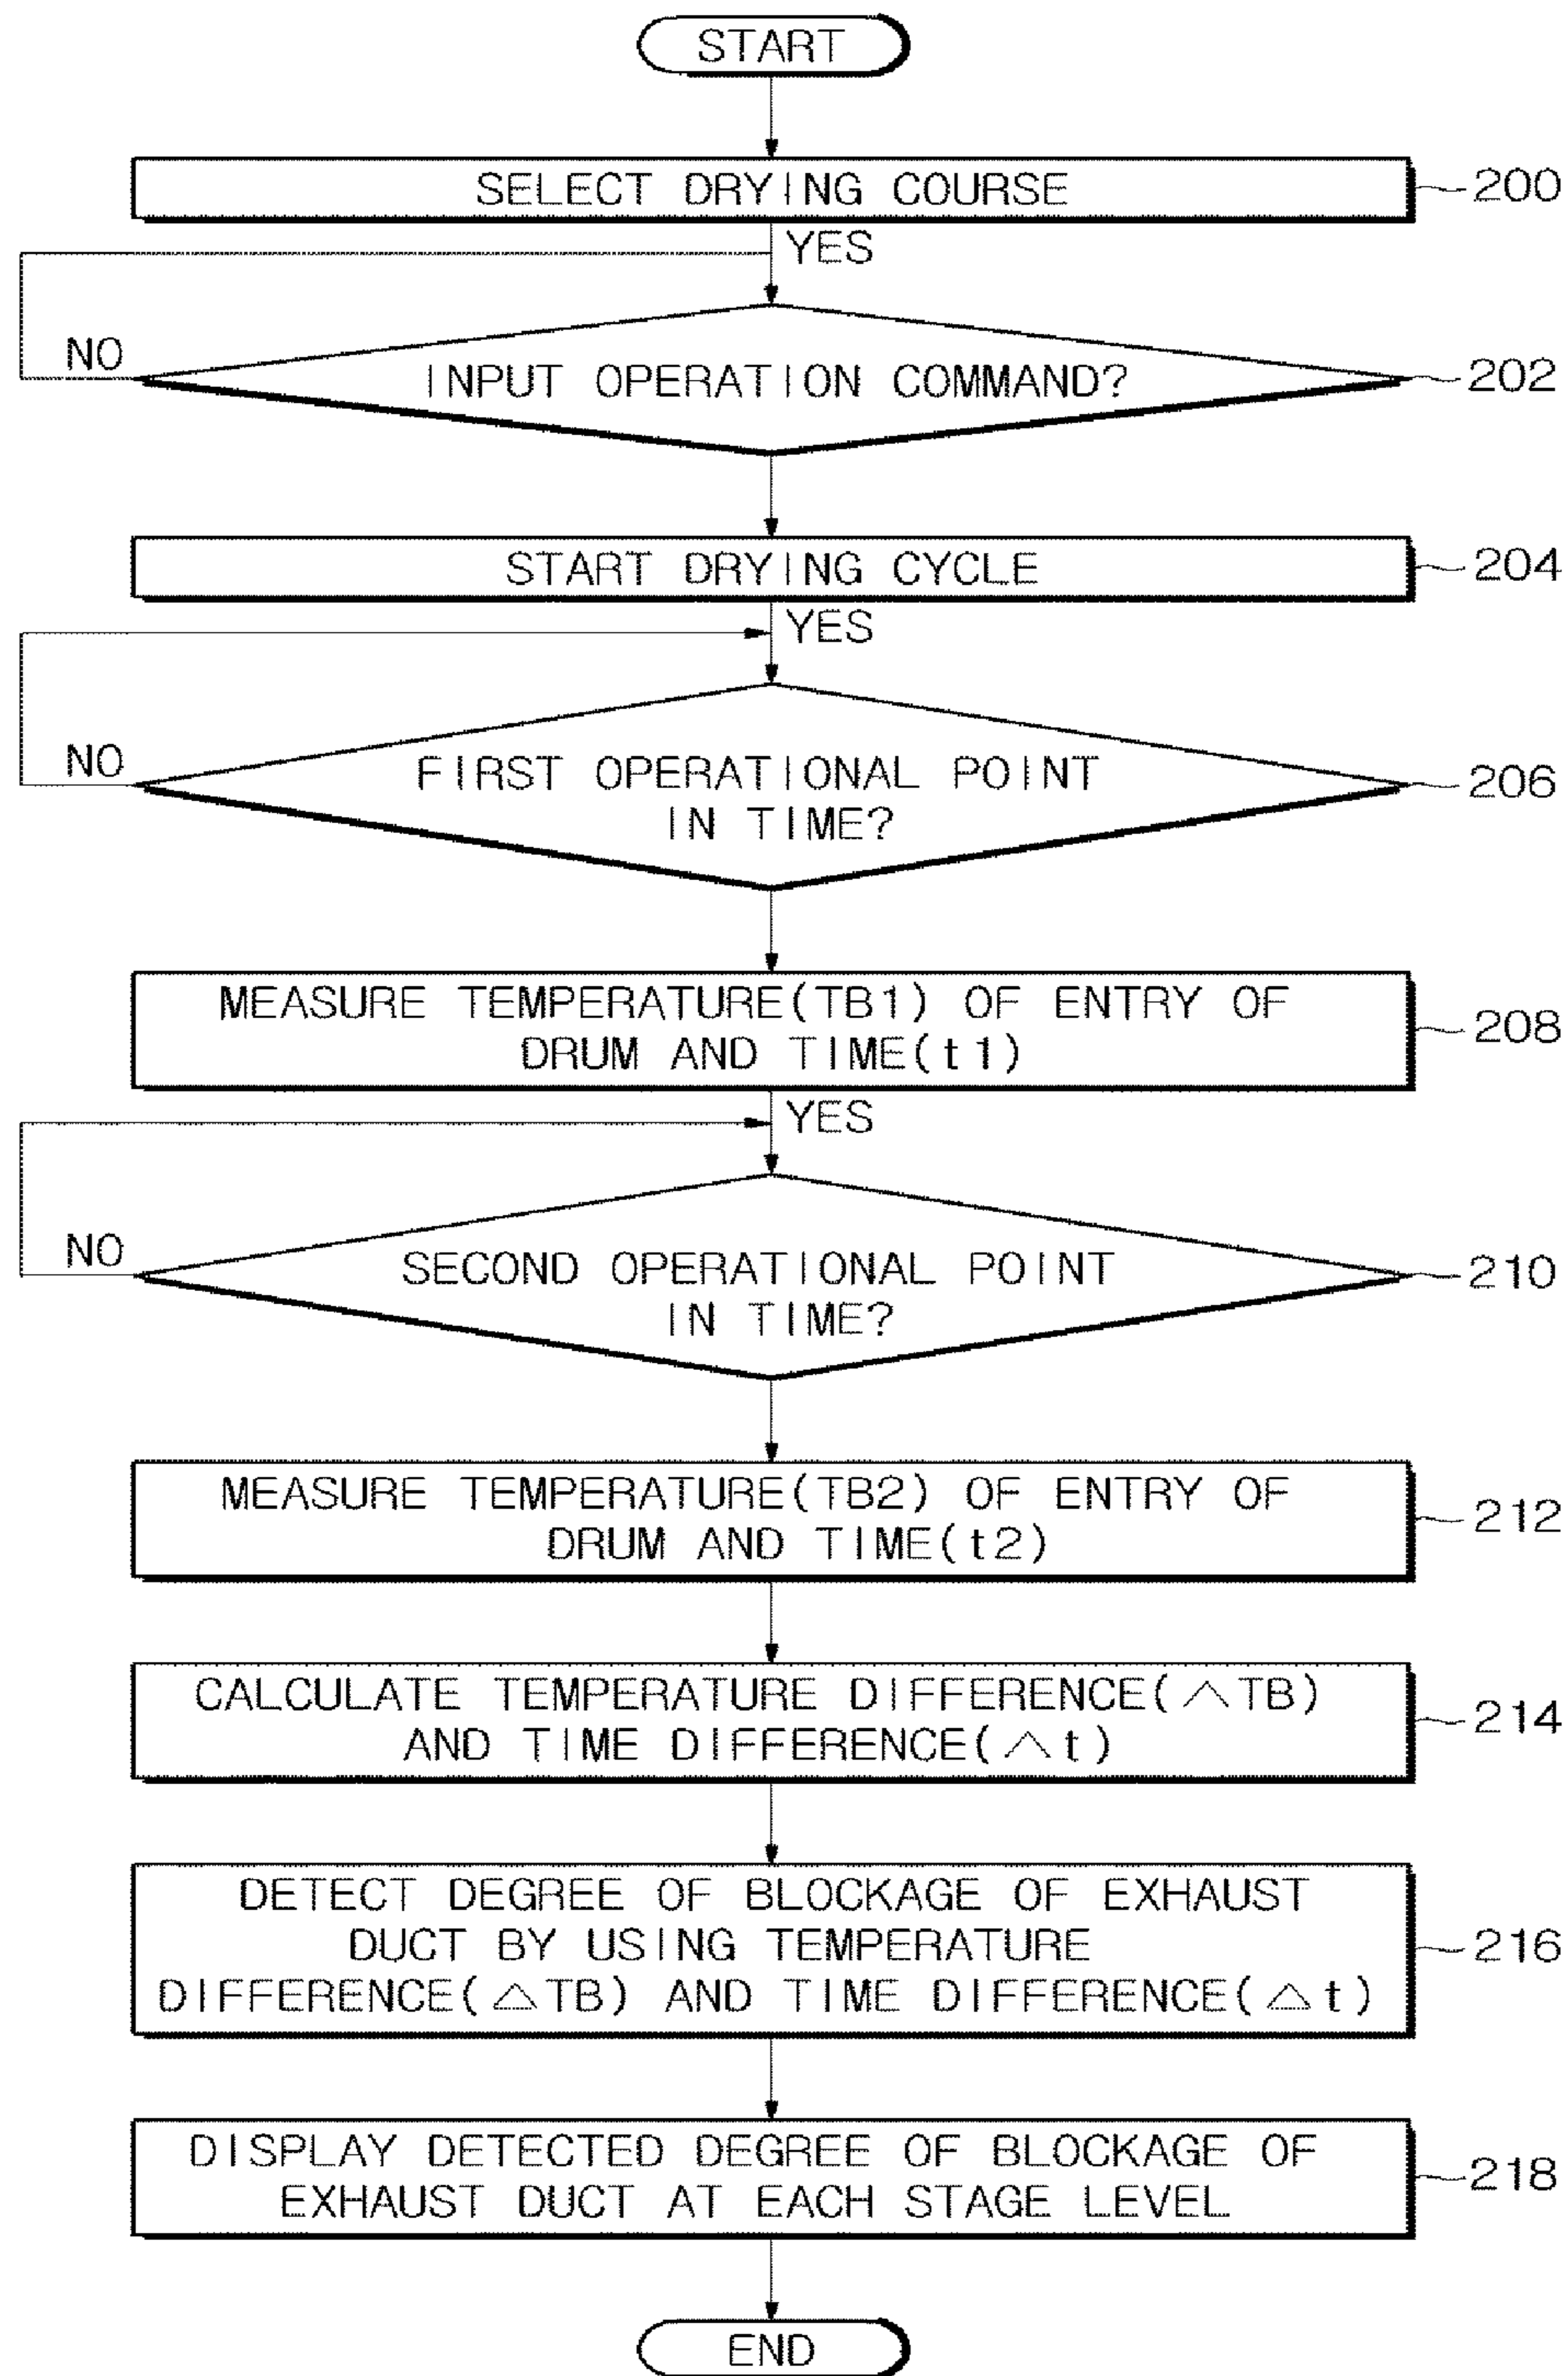 START
SELECT DRYING COURSE
200
YES
NO
INPUT OPERATION COMMAND?
202
START DRYING CYCLE
204
YES
NO
FIRST OPERATIONAL POINT
IN TIME?
206
MEASURE TEMPERATURE(TB1) OF ENTRY OF
DRUM AND TIME(t1)
208
YES
NO
SECOND OPERATIONAL POINT
IN TIME?
210
MEASURE TEMPERATURE(TB2) OF ENTRY OF
DRUM AND TIME(t2)
212
CALCULATE TEMPERATURE DIFFERENCE(△TB)
AND TIME DIFFERENCE(△t)
214
DETECT DEGREE OF BLOCKAGE OF EXHAUST
DUCT BY USING TEMPERATURE
DIFFERENCE(△TB) AND TIME DIFFERENCE(△t)
216
DISPLAY DETECTED DEGREE OF BLOCKAGE OF
EXHAUST DUCT AT EACH STAGE LEVEL
218
END